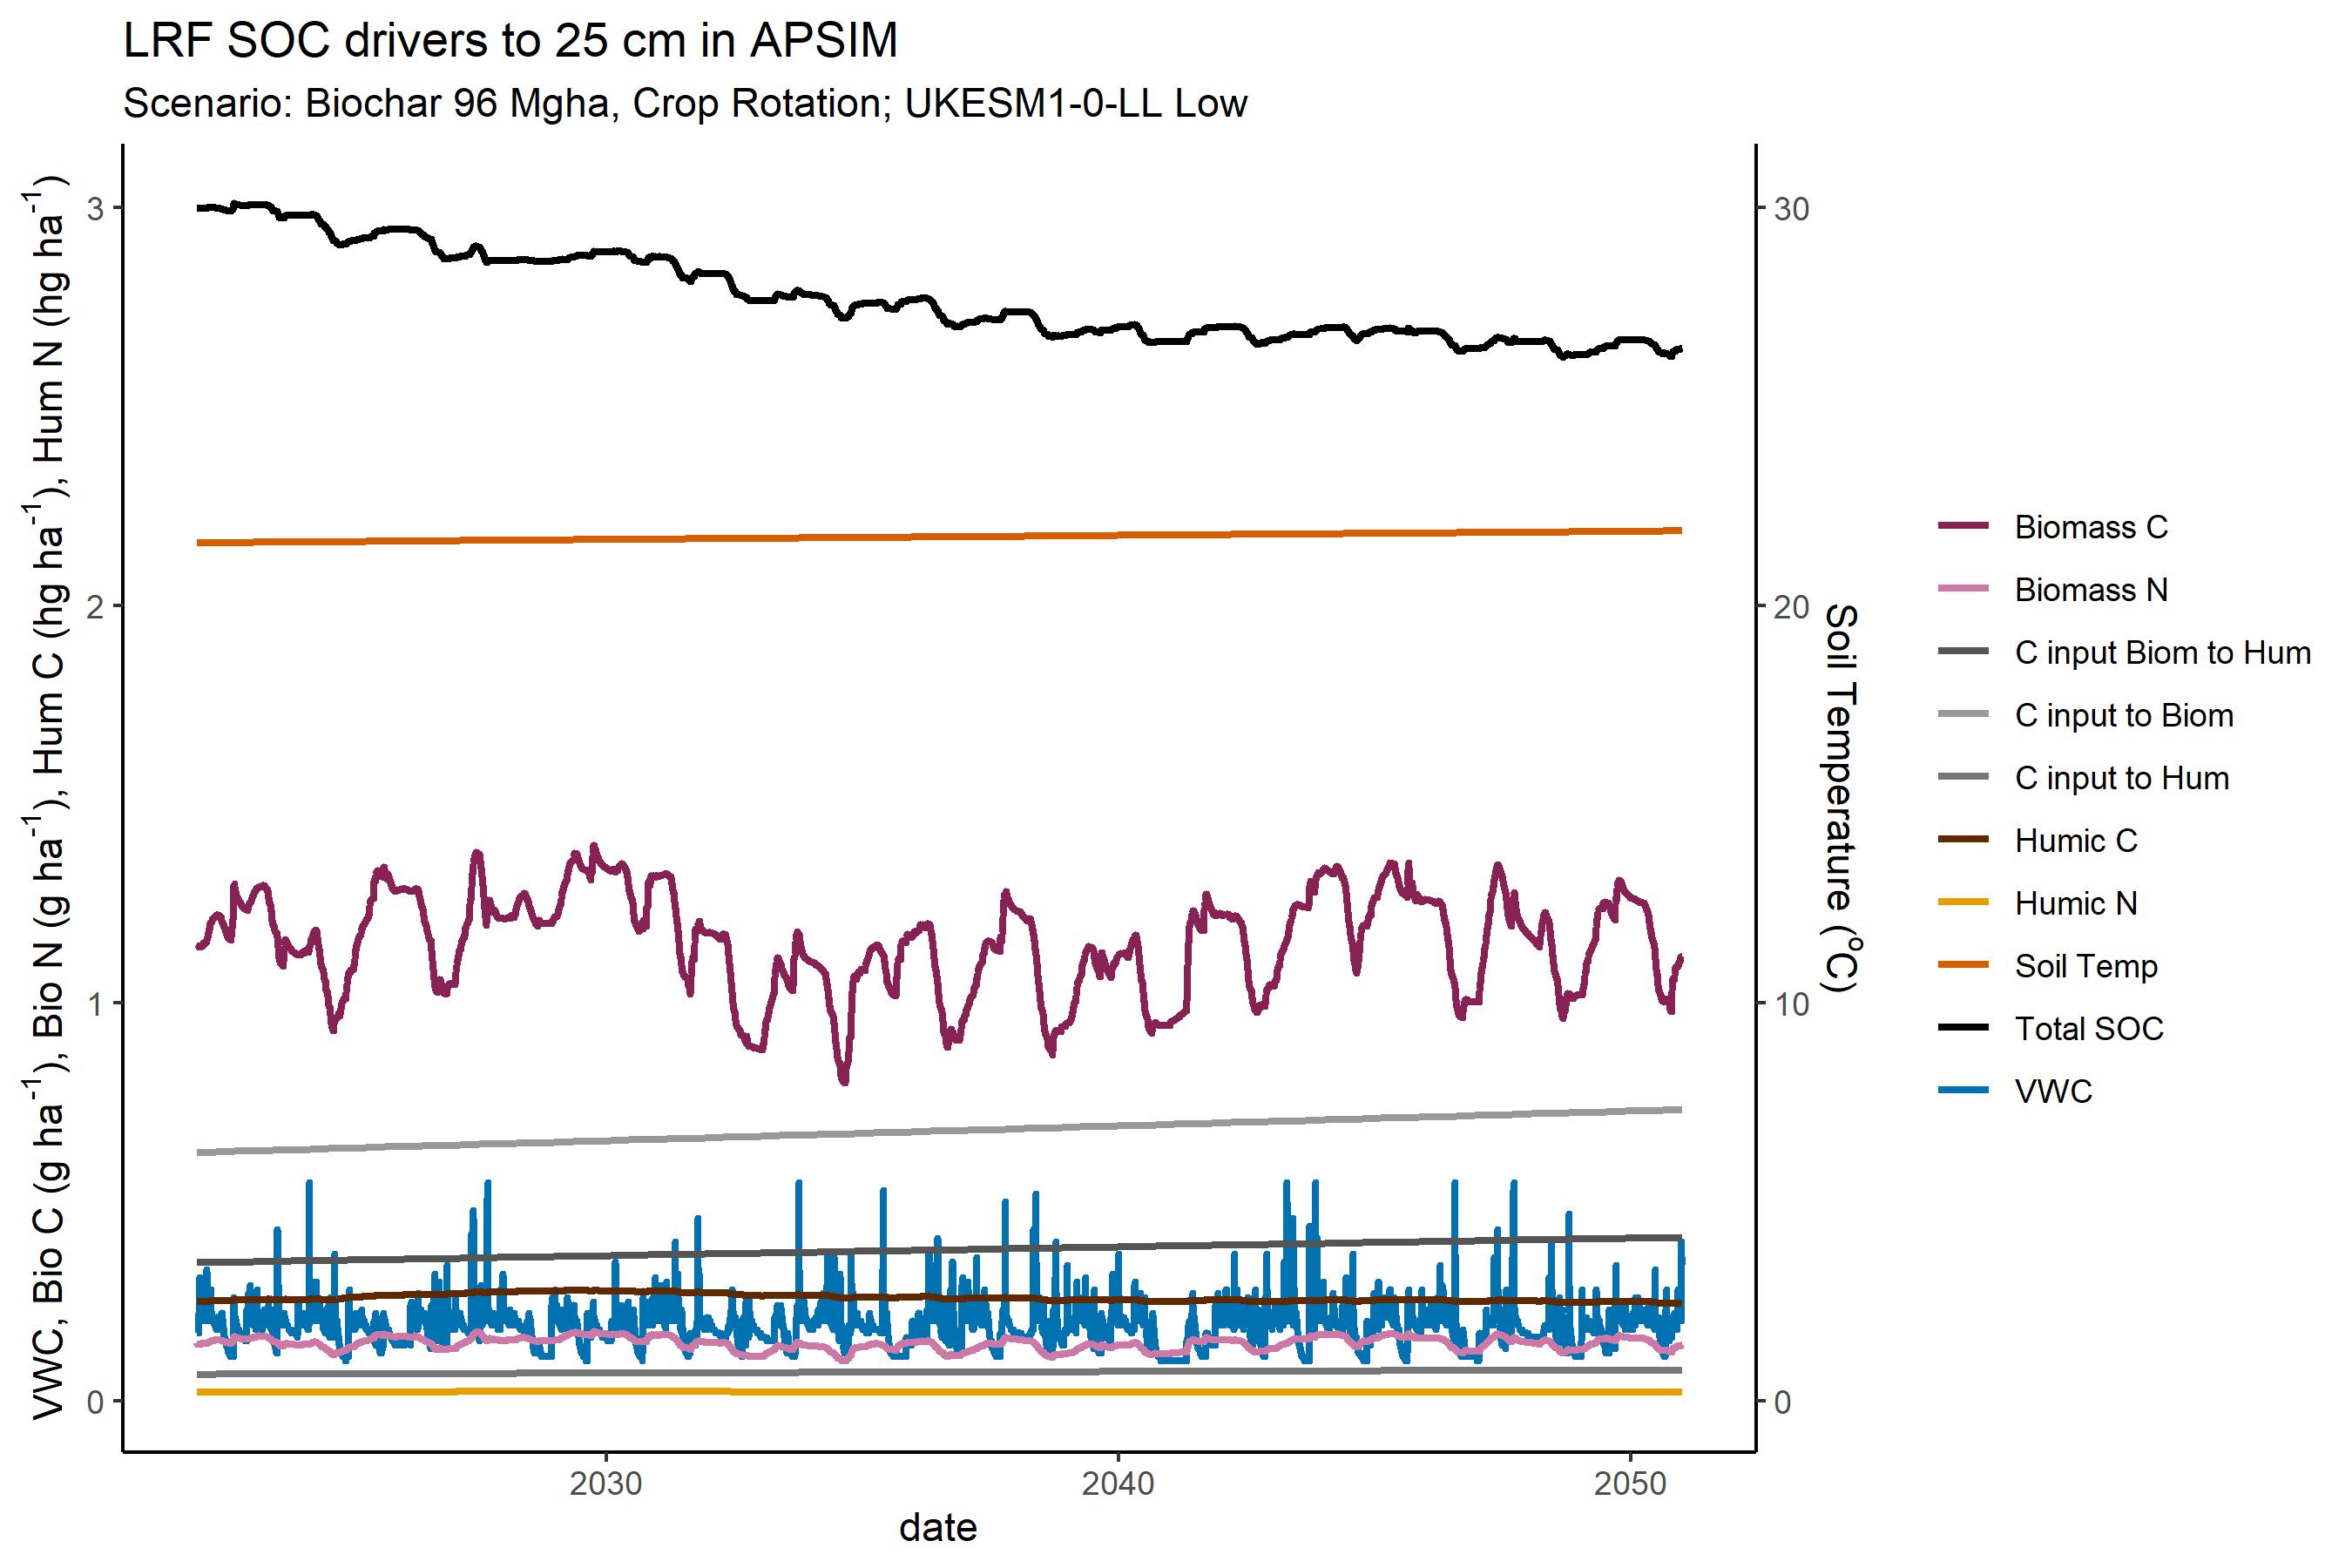 LRF SOC drivers to 25 cm in APSIM
Scenario: Biochar 96 Mgha, Crop Rotation; UKESM1-0-LL Low
VWC, Bio C (g ha⁻¹), Bio N (g ha⁻¹), Hum C (hg ha⁻¹), Hum N (hg ha⁻¹)
3
2
1
0
30
20
10
0
Soil Temperature (°C)
2030
2040
2050
date
Biomass C
Biomass N
C input Biom to Hum
C input to Biom
C input to Hum
Humic C
Humic N
Soil Temp
Total SOC
VWC